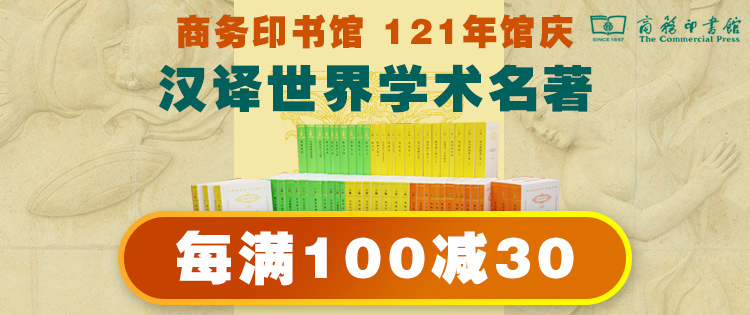 商务印书馆 121年馆庆
SINCE 1897
商務印書館
The Commercial Press
汉译世界学术名著
每满100减30